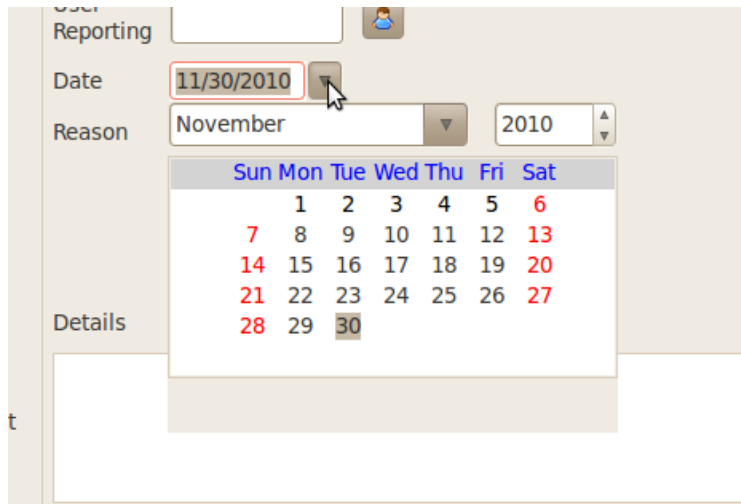 User
Reporting
Date 11/30/2010
Reason November 2010
Sun Mon Tue Wed Thu Fri Sat
1 2 3 4 5 6
7 8 9 10 11 12 13
14 15 16 17 18 19 20
21 22 23 24 25 26 27
28 29 30
Details
t